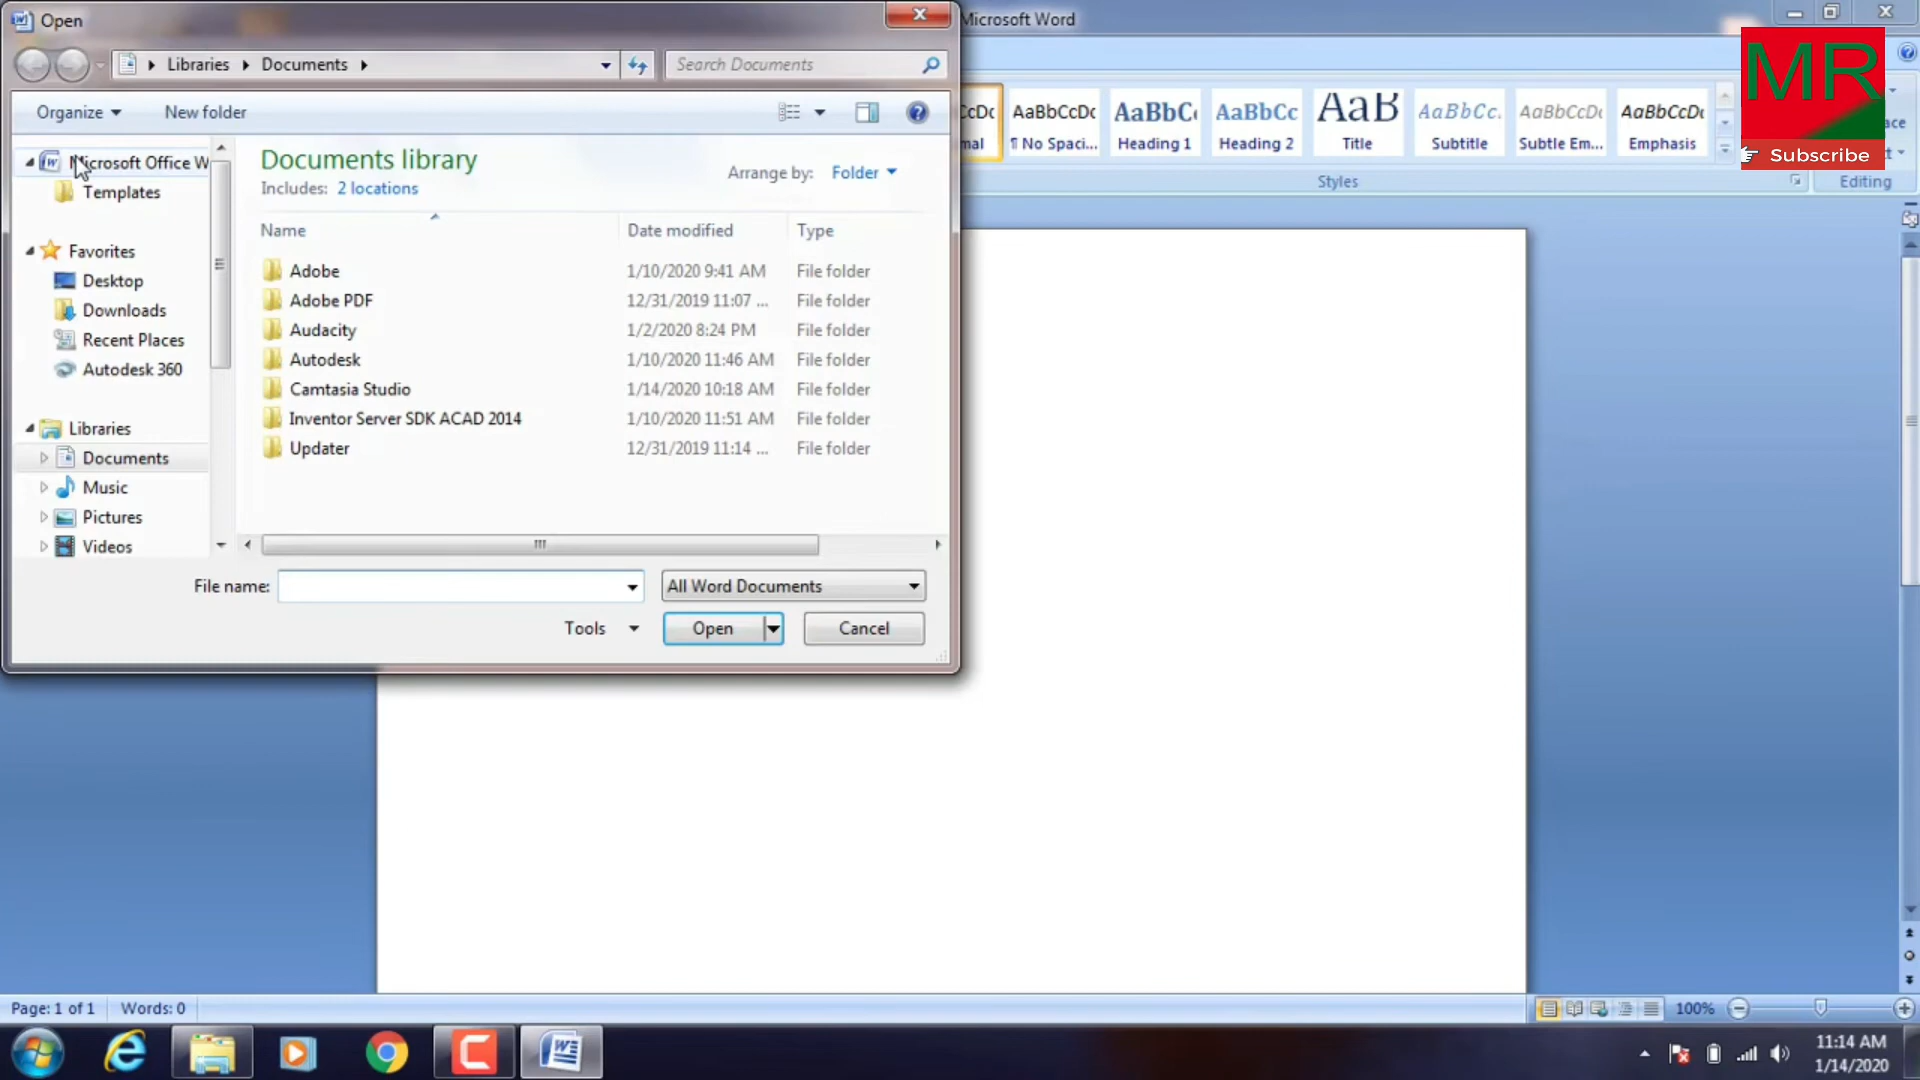 Open
Microsoft Word
Libraries
Documents
Search Documents
Organize
New folder
Microsoft Office W
Templates
Favorites
Desktop
Downloads
Recent Places
Autodesk 360
Libraries
Documents
Music
Pictures
Videos
Documents library
Includes: 2 locations
Arrange by: Folder
Name Date modified Type
Adobe 1/10/2020 9:41 AM File folder
Adobe PDF 12/31/2019 11:07 ... File folder
Audacity 1/2/2020 8:24 PM File folder
Autodesk 1/10/2020 11:46 AM File folder
Camtasia Studio 1/14/2020 10:18 AM File folder
Inventor Server SDK ACAD 2014 1/10/2020 11:51 AM File folder
Updater 12/31/2019 11:14 ... File folder
File name:
All Word Documents
Tools
Open
Cancel
CcDc AaBbCcDc AaBbC AaBbCc AaB AaBbCc. AaBbCcDc AaBbCcDc
mal ¶ No Spaci... Heading 1 Heading 2 Title Subtitle Subtle Em... Emphasis
Styles
Editing
MR
Subscribe
Page: 1 of 1 Words: 0
100%
11:14 AM
1/14/2020